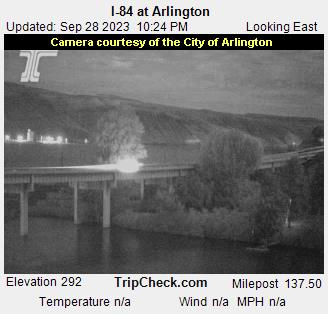 I-84 at Arlington
Updated: Sep 28 2023 10:24 PM Looking East
Camera courtesy of the City of Arlington
Elevation 292 TripCheck.com Milepost 137.50
Temperature n/a Wind n/a MPH n/a